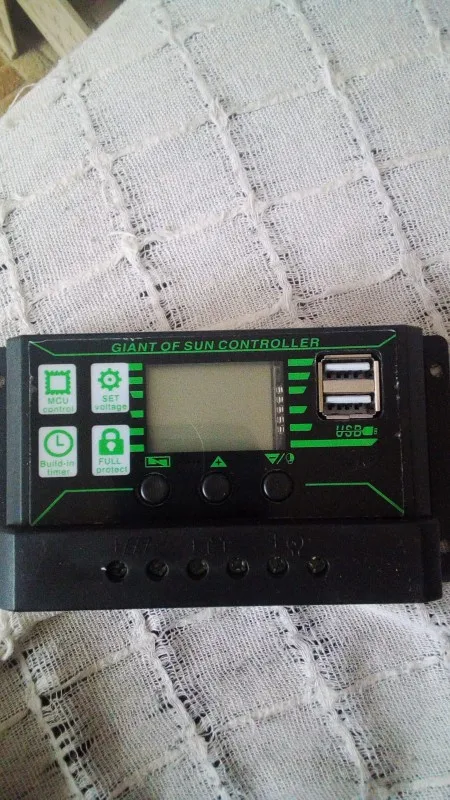 GIANT OF SUN CONTROLLER
MCU
control
SET
voltage
Build-in
timer
FULL
protect
USB